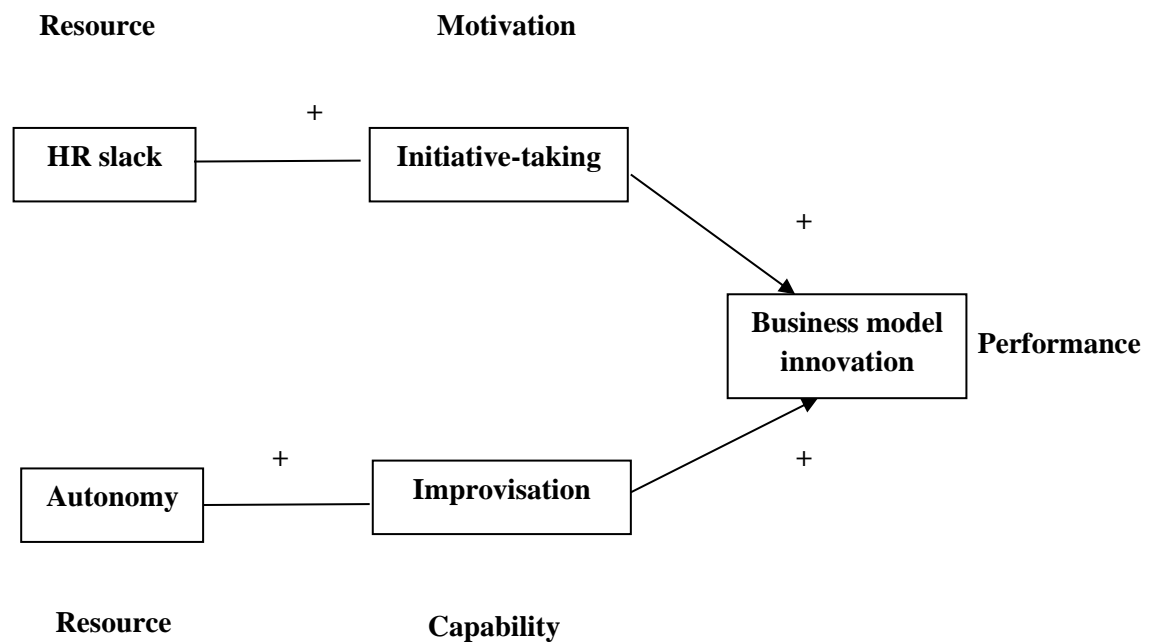 Resource
Motivation
+
HR slack
Initiative-taking
+
Business model
innovation
Performance
+
+
Autonomy
Improvisation
Resource
Capability